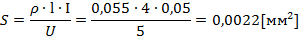 S = ρ · l · I / U = 0,055 · 4 · 0,05 / 5 = 0,0022[мм²]